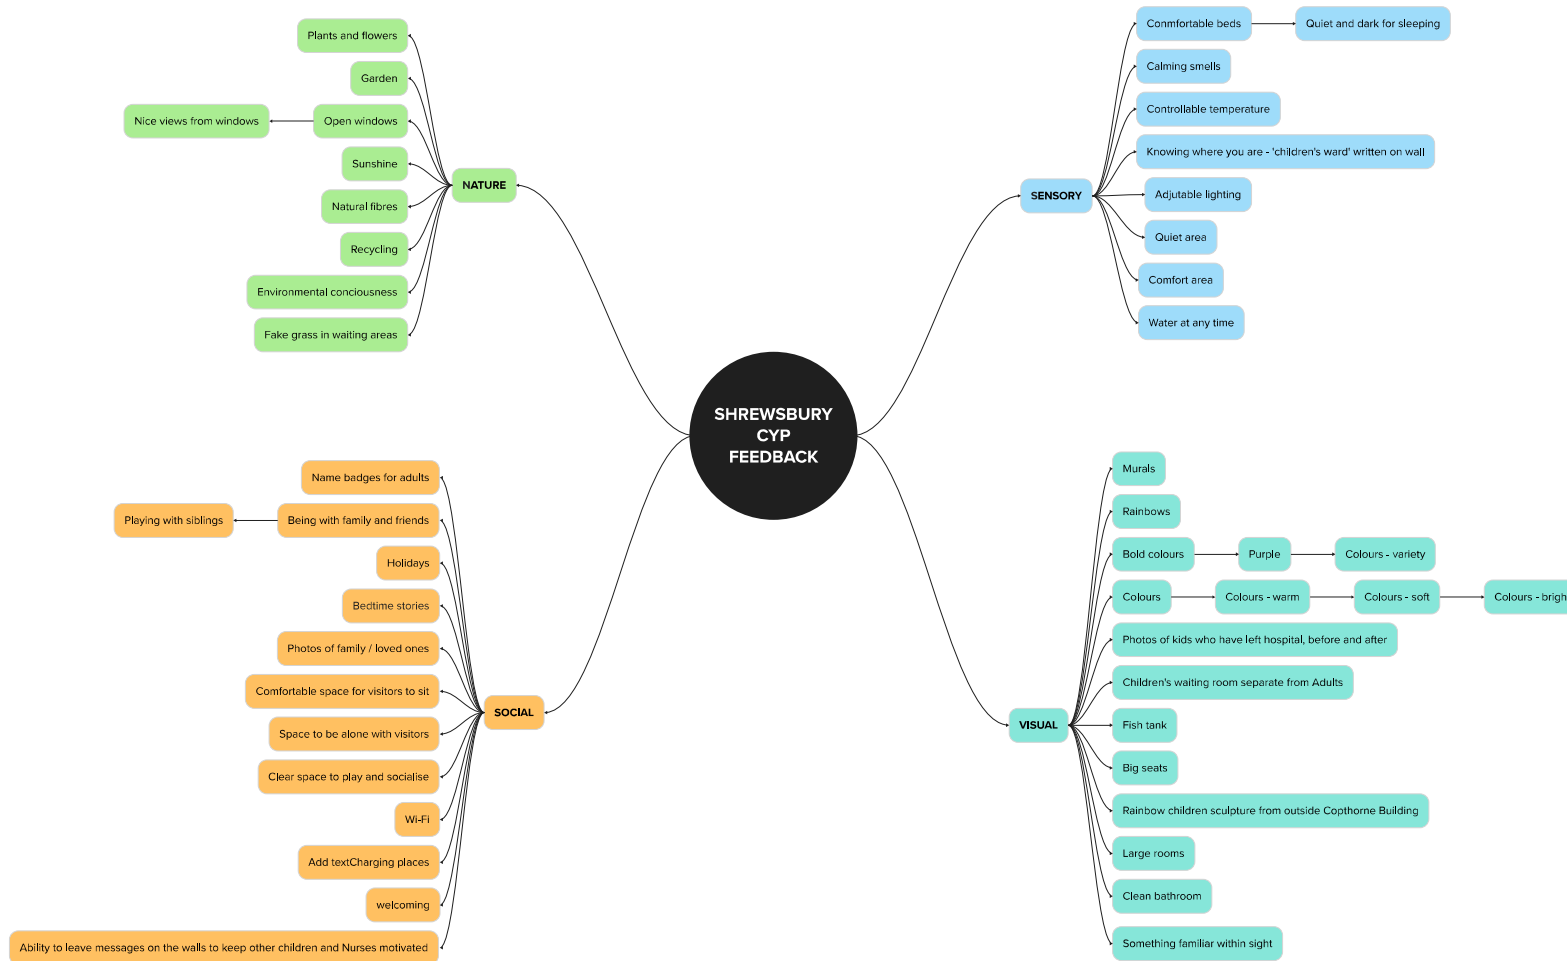 SHREWSBURY
CYP
FEEDBACK
NATURE
Plants and flowers
Garden
Open windows
Nice views from windows
Sunshine
Natural fibres
Recycling
Environmental conciousness
Fake grass in waiting areas
SENSORY
Conmfortable beds
Quiet and dark for sleeping
Calming smells
Controllable temperature
Knowing where you are - 'children's ward' written on wall
Adjutable lighting
Quiet area
Comfort area
Water at any time
SOCIAL
Name badges for adults
Being with family and friends
Playing with siblings
Holidays
Bedtime stories
Photos of family / loved ones
Comfortable space for visitors to sit
Space to be alone with visitors
Clear space to play and socialise
Wi-Fi
Add textCharging places
welcoming
Ability to leave messages on the walls to keep other children and Nurses motivated
VISUAL
Murals
Rainbows
Bold colours
Purple
Colours - variety
Colours
Colours - warm
Colours - soft
Colours - brigh
Photos of kids who have left hospital, before and after
Children's waiting room separate from Adults
Fish tank
Big seats
Rainbow children sculpture from outside Copthorne Building
Large rooms
Clean bathroom
Something familiar within sight